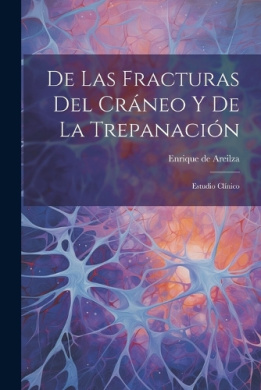 De Las Fracturas
Del Cráneo Y De
La Trepanación
Enrique de Areilza
Estudio Clínico